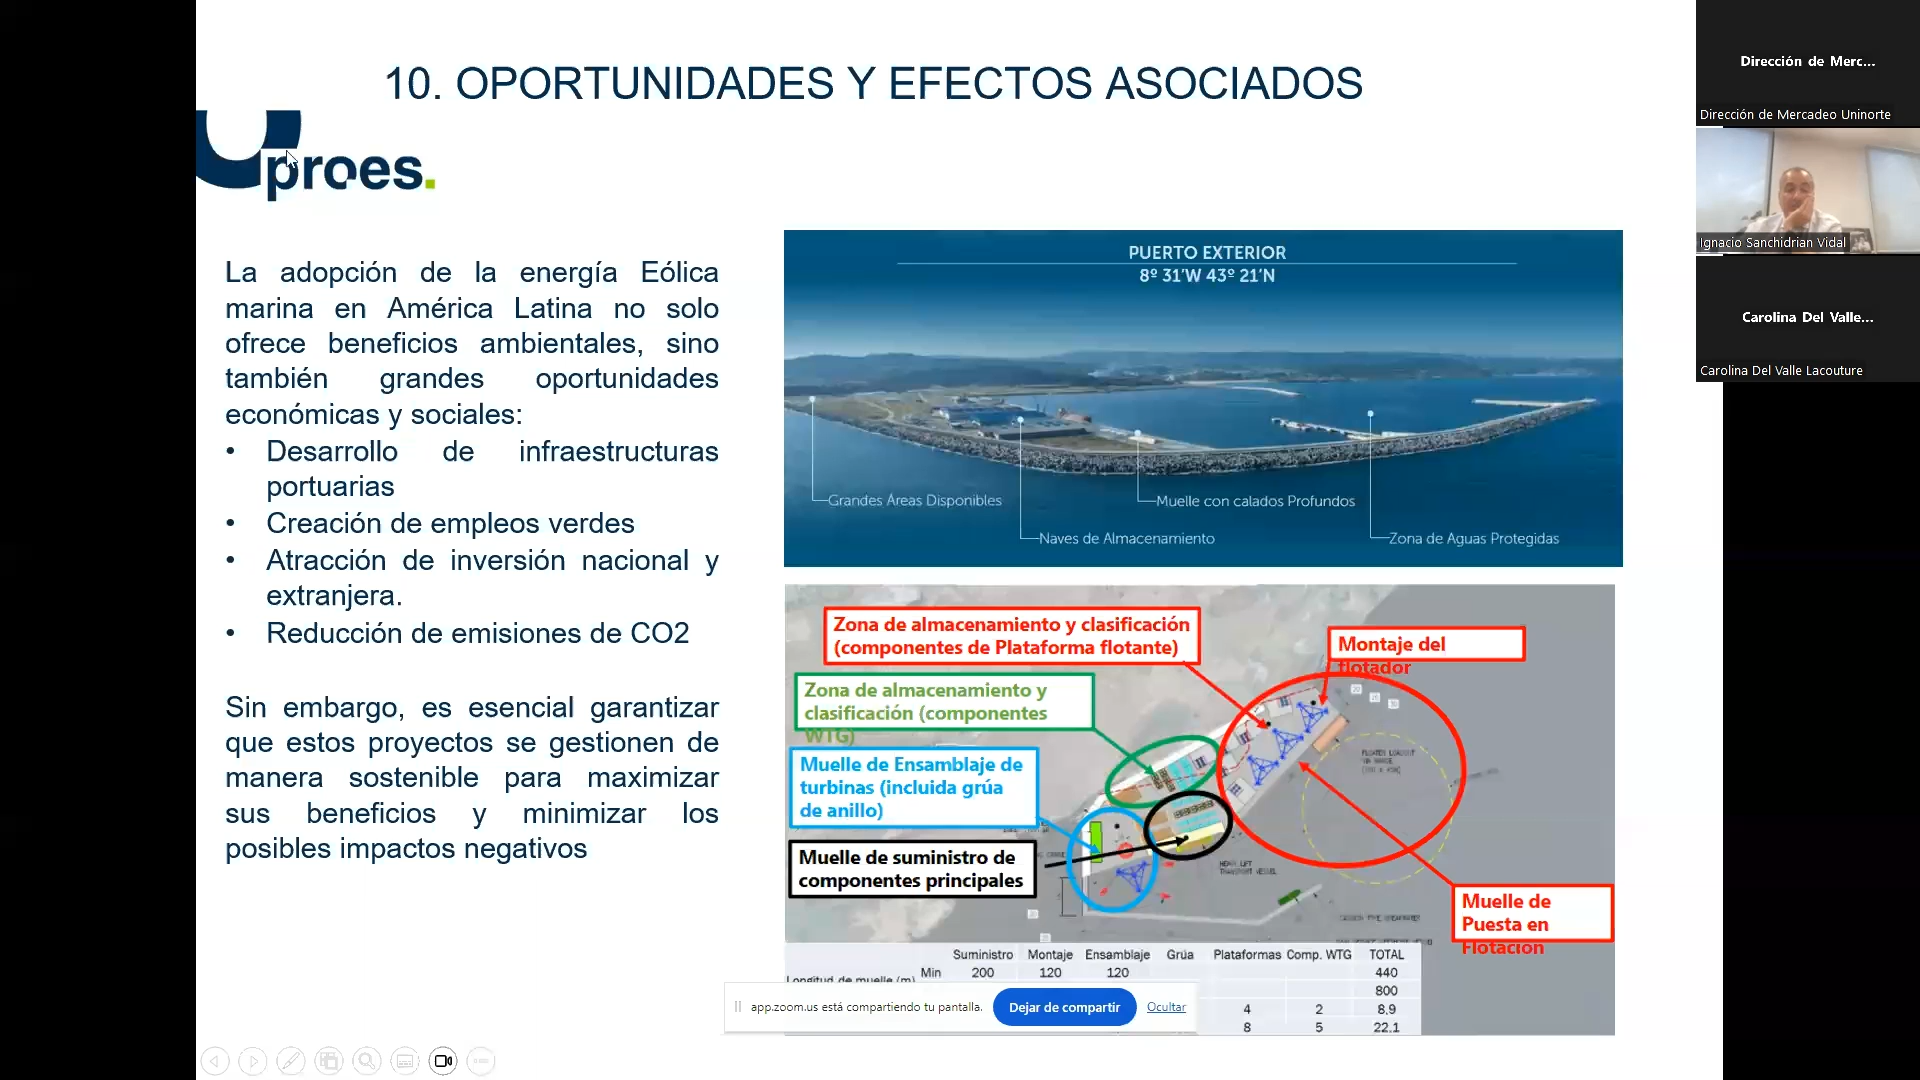 10. OPORTUNIDADES Y EFECTOS ASOCIADOS
proes.
La adopción de la energía Eólica
marina en América Latina no solo
ofrece beneficios ambientales, sino
también grandes oportunidades
económicas y sociales:
• Desarrollo de infraestructuras
portuarias
• Creación de empleos verdes
• Atracción de inversión nacional y
extranjera.
• Reducción de emisiones de CO2
Sin embargo, es esencial garantizar
que estos proyectos se gestionen de
manera sostenible para maximizar
sus beneficios y minimizar los
posibles impactos negativos
PUERTO EXTERIOR
8º 31'W 43º 21'N
Grandes Áreas Disponibles
Muelle con calados Profundos
Naves de Almacenamiento
Zona de Aguas Protegidas
Zona de almacenamiento y clasificación
(componentes de Plataforma flotante)
Montaje del
flotador
Zona de almacenamiento y
clasificación (componentes
WTG)
Muelle de Ensamblaje de
turbinas (incluida grúa
de anillo)
Muelle de suministro de
componentes principales
HEAVY LIFT
TRANSPORT VESSEL
Muelle de
Puesta en
Flotación
Suministro Montaje Ensamblaje Grúa Plataformas Comp. WTG TOTAL
Longitud de muelle (m) Min 200 120 120 440
800
4 2 8,9
8 5 22,1
app.zoom.us está compartiendo tu pantalla.
Dejar de compartir
Ocultar
Dirección de Merc...
Dirección de Mercadeo Uninorte
Ignacio Sanchidrian Vidal
Carolina Del Valle...
Carolina Del Valle Lacouture